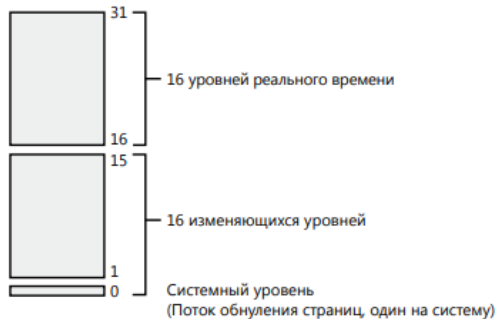 31
16 уровней реального времени
16
15
16 изменяющихся уровней
1
0
Системный уровень
(Поток обнуления страниц, один на систему)